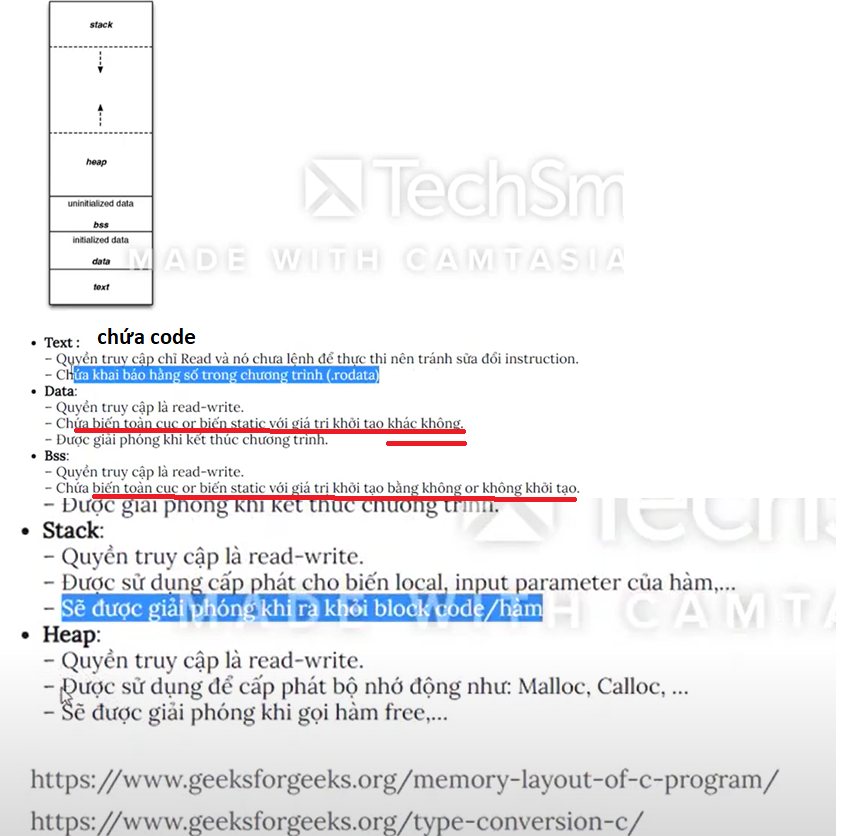 stack
heap
uninitialized data
bss
initialized data
data
text
TechSm
MADE WITH CAMTASIA
• Text : chứa code
– Quyền truy cập chỉ Read và nó chưa lệnh để thực thi nên tránh sửa đổi instruction.
– Chứa khai báo hằng số trong chương trình (.rodata)
• Data:
– Quyền truy cập là read-write.
– Chứa biến toàn cục or biến static với giá trị khởi tạo khác không.
– Được giải phóng khi kết thúc chương trình.
• Bss:
– Quyền truy cập là read-write.
– Chứa biến toàn cục or biến static với giá trị khởi tạo bằng không or không khởi tạo.
– Được giải phóng khi kết thúc chương trình.
Tech
• Stack:
– Quyền truy cập là read-write.
– Được sử dụng cấp phát cho biến local, input parameter của hàm,...
– Sẽ được giải phóng khi ra khỏi block code/hàm
MADE WITH CAMTA
• Heap:
– Quyền truy cập là read-write.
– Được sử dụng để cấp phát bộ nhớ động như: Malloc, Calloc, ...
– Sẽ được giải phóng khi gọi hàm free,...
https://www.geeksforgeeks.org/memory-layout-of-c-program/
https://www.geeksforgeeks.org/type-conversion-c/